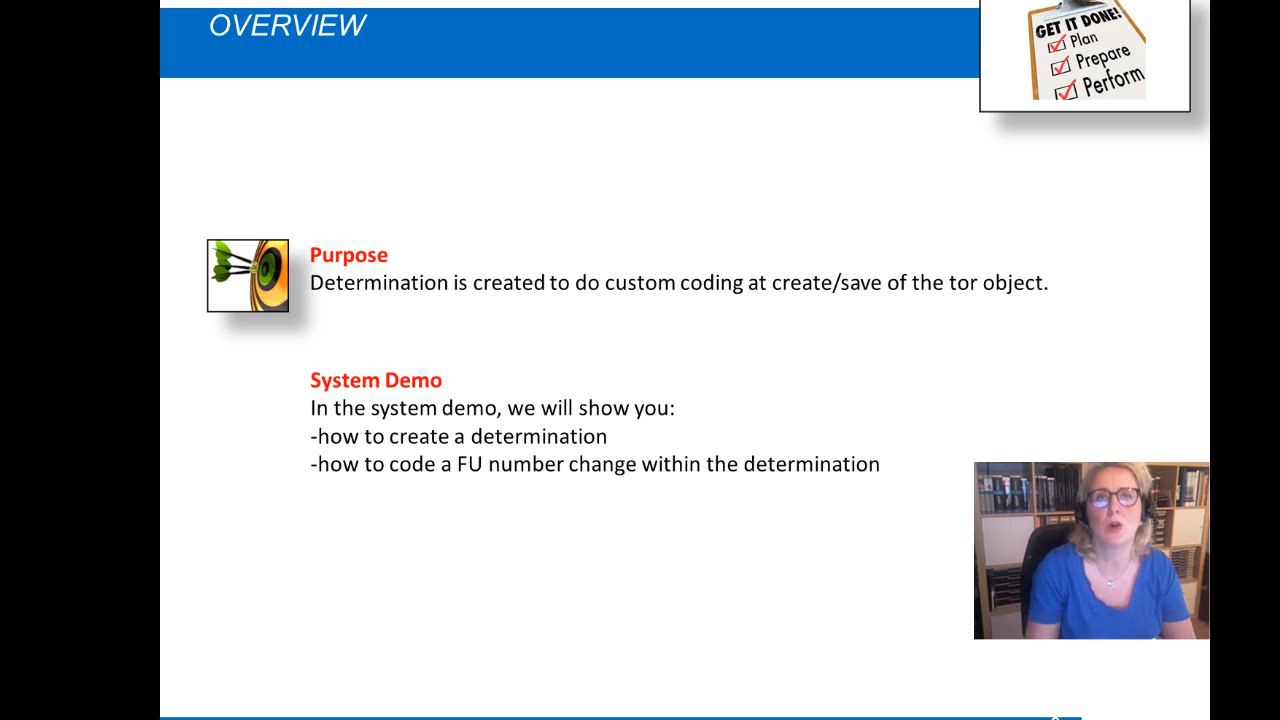 OVERVIEW
GET IT DONE!
Plan
Prepare
Perform
Purpose
Determination is created to do custom coding at create/save of the tor object.
System Demo
In the system demo, we will show you:
-how to create a determination
-how to code a FU number change within the determination